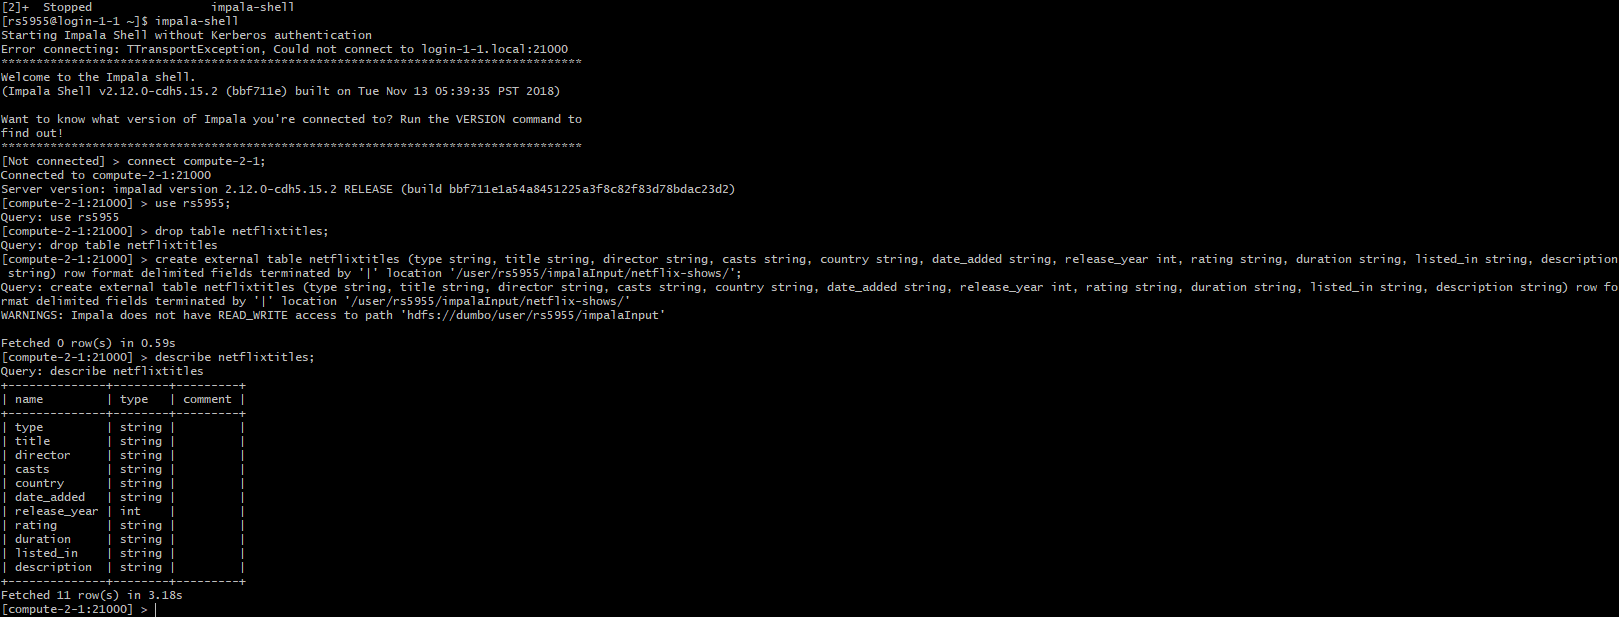 [2]+  Stopped                 impala-shell
[rs5955@login-1-1 ~]$ impala-shell
Starting Impala Shell without Kerberos authentication
Error connecting: TTransportException, Could not connect to login-1-1.local:21000
***********************************************************************************
Welcome to the Impala shell.
(Impala Shell v2.12.0-cdh5.15.2 (bbf711e) built on Tue Nov 13 05:39:35 PST 2018)

Want to know what version of Impala you're connected to? Run the VERSION command to
find out!
***********************************************************************************
[Not connected] > connect compute-2-1;
Connected to compute-2-1:21000
Server version: impalad version 2.12.0-cdh5.15.2 RELEASE (build bbf711e1a54a8451225a3f8c82f83d78bdac23d2)
[compute-2-1:21000] > use rs5955;
Query: use rs5955
[compute-2-1:21000] > drop table netflixtitles;
Query: drop table netflixtitles
[compute-2-1:21000] > create external table netflixtitles (type string, title string, director string, casts string, country string, date_added string, release_year int, rating string, duration string, listed_in string, description
 string) row format delimited fields terminated by '|' location '/user/rs5955/impalaInput/netflix-shows/';
Query: create external table netflixtitles (type string, title string, director string, casts string, country string, date_added string, release_year int, rating string, duration string, listed_in string, description string) row fo
rmat delimited fields terminated by '|' location '/user/rs5955/impalaInput/netflix-shows/'
WARNINGS: Impala does not have READ_WRITE access to path 'hdfs://dumbo/user/rs5955/impalaInput'

Fetched 0 row(s) in 0.59s
[compute-2-1:21000] > describe netflixtitles;
Query: describe netflixtitles
+--------------+--------+---------+
| name         | type   | comment |
+--------------+--------+---------+
| type         | string |         |
| title        | string |         |
| director     | string |         |
| casts        | string |         |
| country      | string |         |
| date_added   | string |         |
| release_year | int    |         |
| rating       | string |         |
| duration     | string |         |
| listed_in    | string |         |
| description  | string |         |
+--------------+--------+---------+
Fetched 11 row(s) in 3.18s
[compute-2-1:21000] >